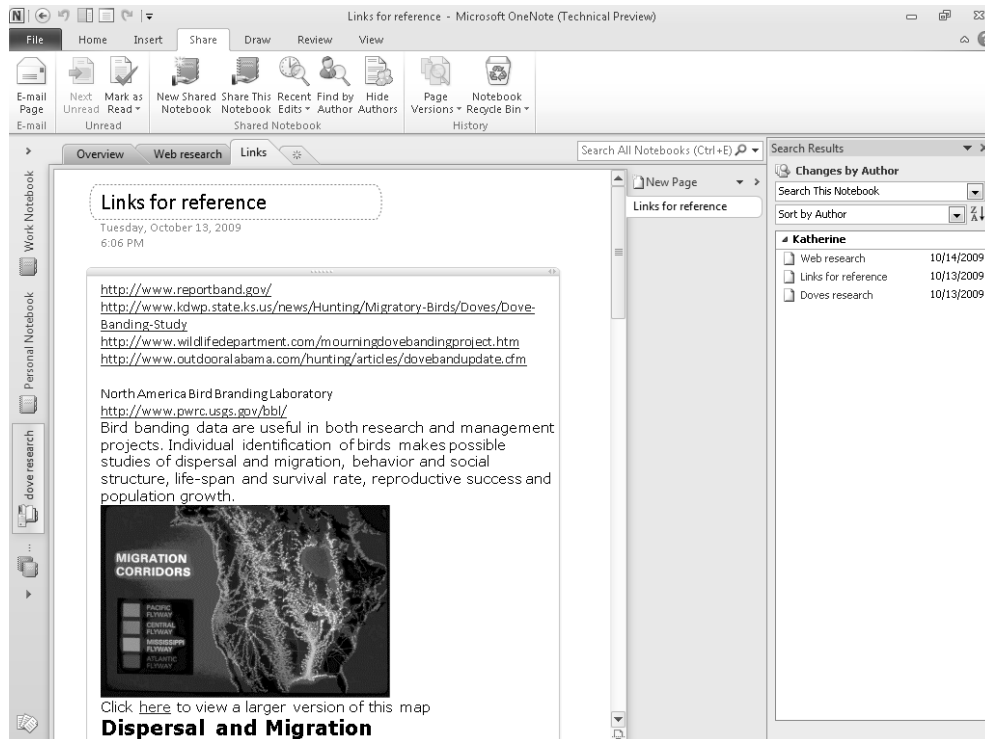 Links for reference - Microsoft OneNote (Technical Preview)
File Home Insert Share Draw Review View
E-mail Page
Next Unread
Mark as Read
New Shared Notebook
Share This Notebook
Recent Edits
Find by Author
Hide Authors
Page Versions
Notebook Recycle Bin
E-mail Unread Shared Notebook History
Overview Web research Links
Search All Notebooks (Ctrl+E)
Work Notebook
Personal Notebook
dove research
Links for reference
Tuesday, October 13, 2009
6:06 PM
http://www.reportband.gov/
http://www.kdwp.state.ks.us/news/Hunting/Migratory-Birds/Doves/Dove-
Banding-Study
http://www.wildlifedepartment.com/mourningdovebandingproject.htm
http://www.outdooralabama.com/hunting/articles/dovebandupdate.cfm
North America Bird Branding Laboratory
http://www.pwrc.usgs.gov/bbl/
Bird banding data are useful in both research and management
projects. Individual identification of birds makes possible
studies of dispersal and migration, behavior and social
structure, life-span and survival rate, reproductive success and
population growth.
MIGRATION
CORRIDORS
PACIFIC
FLYWAY
CENTRAL
FLYWAY
MISSISSIPPI
FLYWAY
ATLANTIC
FLYWAY
Click here to view a larger version of this map
Dispersal and Migration
New Page
Links for reference
Search Results
Changes by Author
Search This Notebook
Sort by Author
Katherine
Web research 10/14/2009
Links for reference 10/13/2009
Doves research 10/13/2009